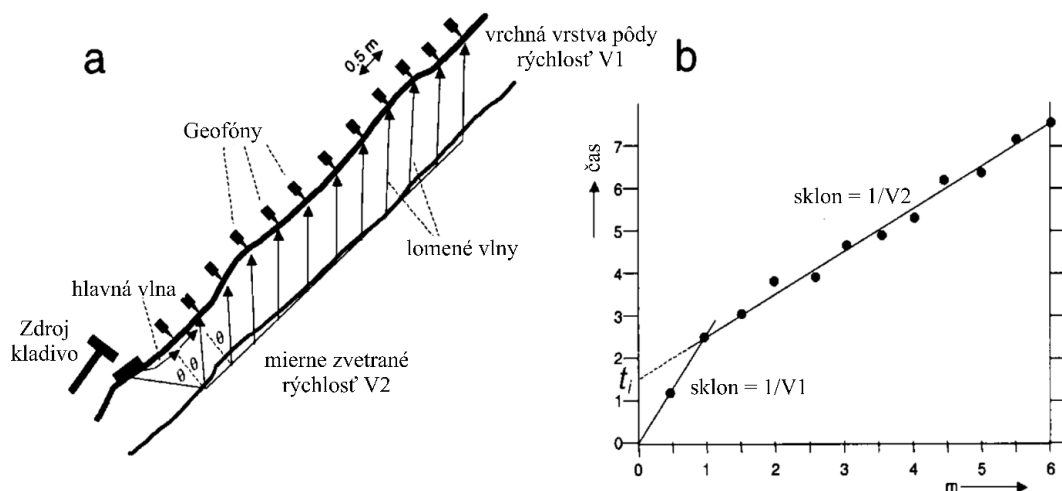 a
0.5 m
vrchná vrstva pôdy
rýchlosť V1
Geofóny
lomené vlny
hlavná vlna
Zdroj
kladivo
θ θ θ
mierne zvetrané
rýchlosť V2
b
čas
7
6
5
4
3
2
1
0
ti
sklon = 1/V2
sklon = 1/V1
0 1 2 3 4 5 6
m